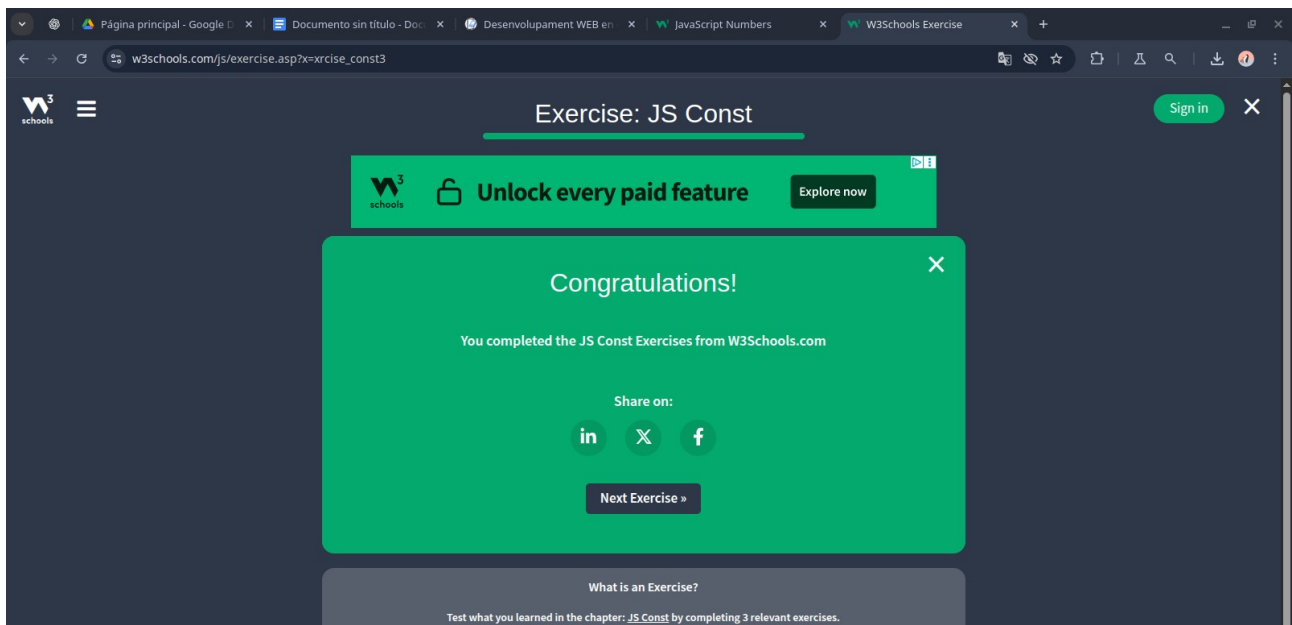 Página principal - Google D
Documento sin título - Doc
Desenvolupament WEB en
JavaScript Numbers
W3Schools Exercise
w3schools.com/js/exercise.asp?x=xrcise_const3
3
schools
Exercise: JS Const
Sign in
3
schools
Unlock every paid feature
Explore now
Congratulations!
You completed the JS Const Exercises from W3Schools.com
Share on:
in X f
Next Exercise »
What is an Exercise?
Test what you learned in the chapter: JS Const by completing 3 relevant exercises.